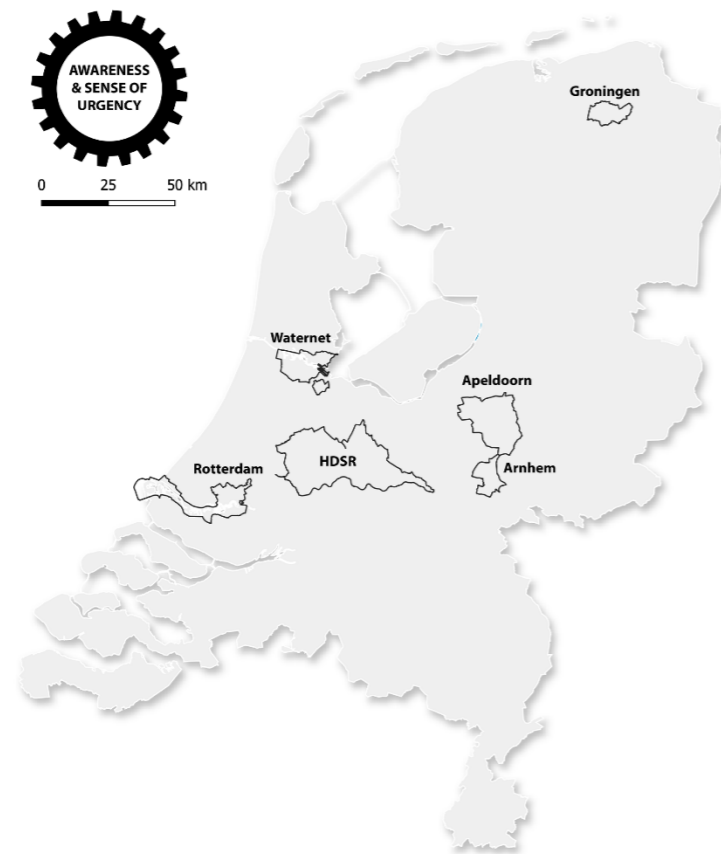 AWARENESS
& SENSE OF
URGENCY
0 25 50 km
Groningen
Waternet
Apeldoorn
Rotterdam
HDSR
Arnhem